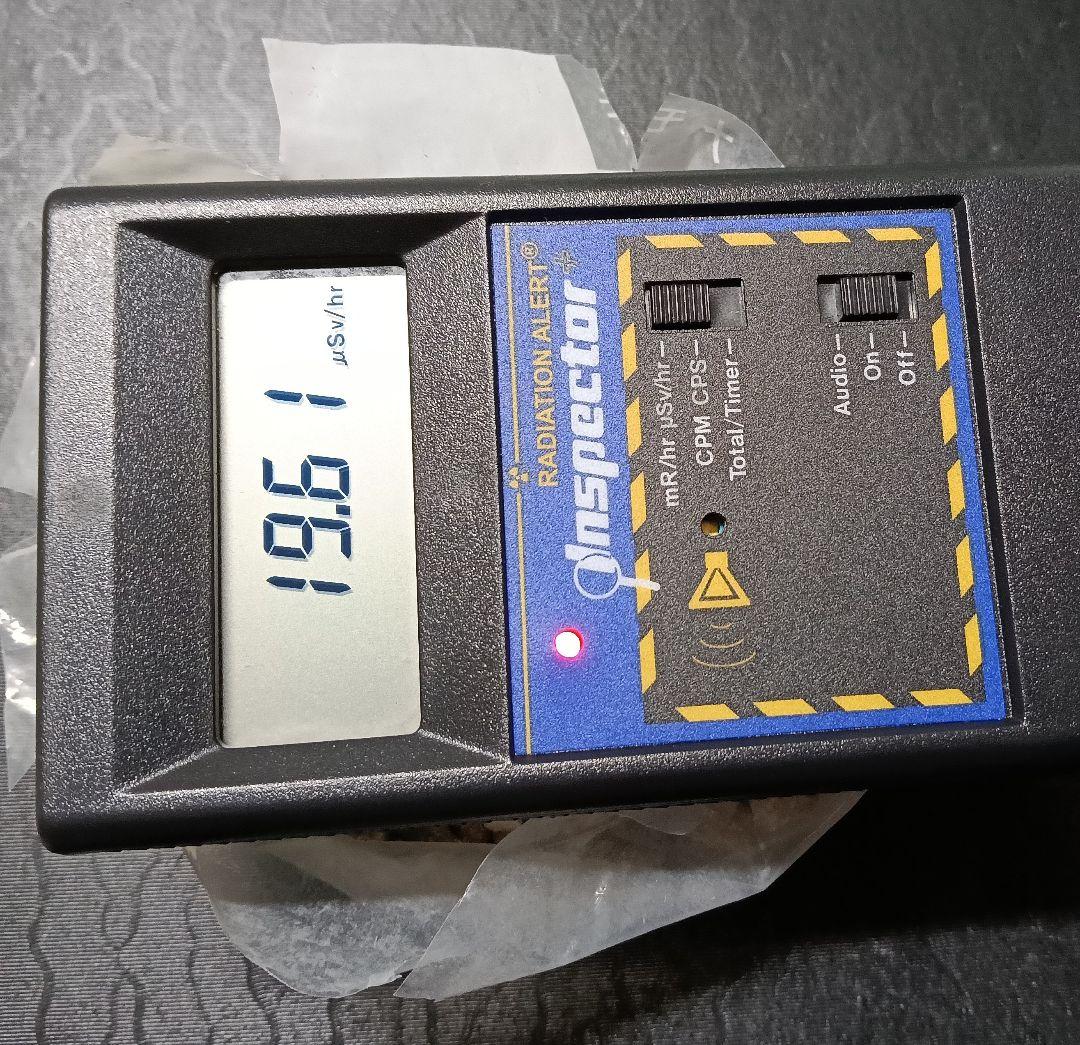 19.61
µSv/hr
RADIATION ALERT®
Inspector+
mR/hr µSv/hr
CPM CPS
Total/Timer
Audio
On
Off